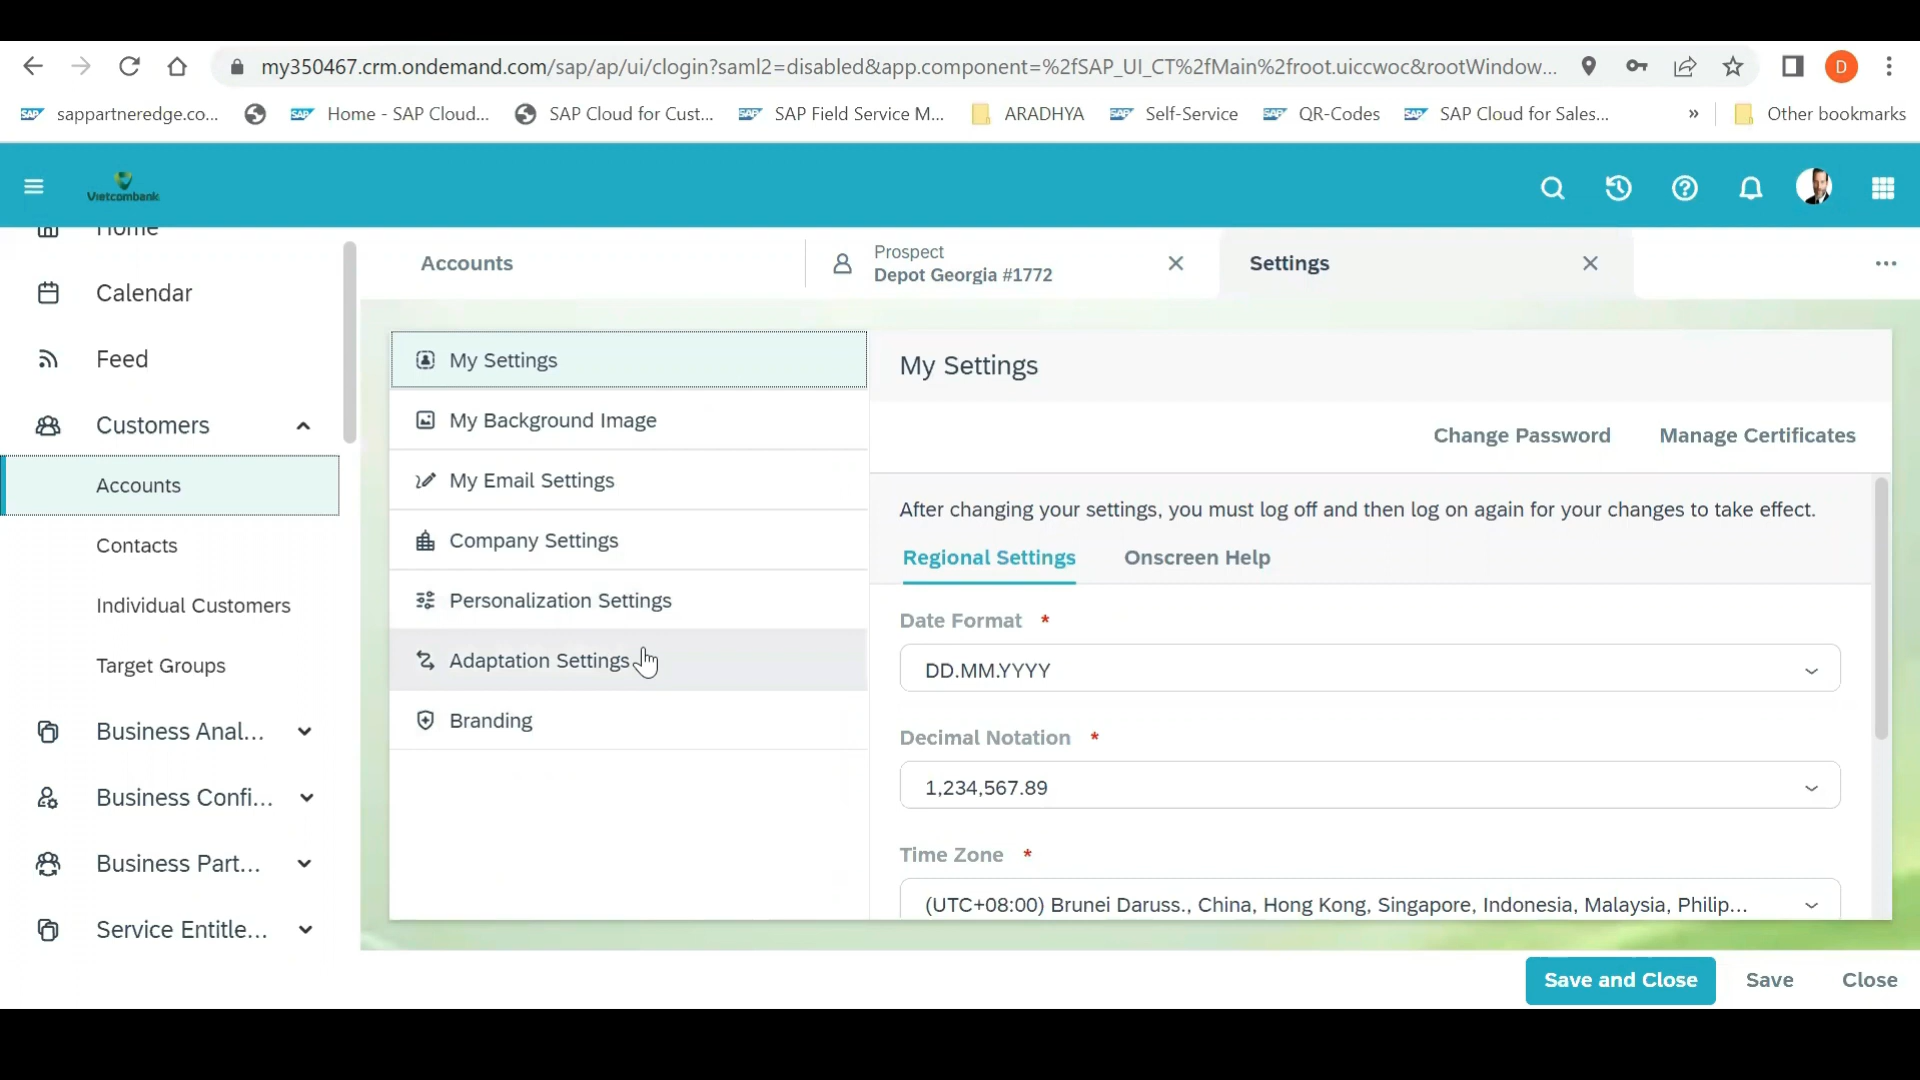 my350467.crm.ondemand.com/sap/ap/ui/clogin?saml2=disabled&app.component=%2fSAP_UI_CT%2fMain%2froot.uiccwoc&rootWindow...
D
SAP sappartneredge.co...
SAP Home - SAP Cloud...
SAP Cloud for Cust...
SAP SAP Field Service M...
ARADHYA
SAP Self-Service
SAP QR-Codes
SAP SAP Cloud for Sales...
»
Other bookmarks
Vietcombank
Home
Calendar
Feed
Customers
Accounts
Contacts
Individual Customers
Target Groups
Business Anal...
Business Confi...
Business Part...
Service Entitle...
Accounts
Prospect
Depot Georgia #1772
Settings
My Settings
My Background Image
My Email Settings
Company Settings
Personalization Settings
Adaptation Settings
Branding
My Settings
Change Password
Manage Certificates
After changing your settings, you must log off and then log on again for your changes to take effect.
Regional Settings
Onscreen Help
Date Format *
DD.MM.YYYY
Decimal Notation *
1,234,567.89
Time Zone *
(UTC+08:00) Brunei Daruss., China, Hong Kong, Singapore, Indonesia, Malaysia, Philip...
Save and Close
Save
Close